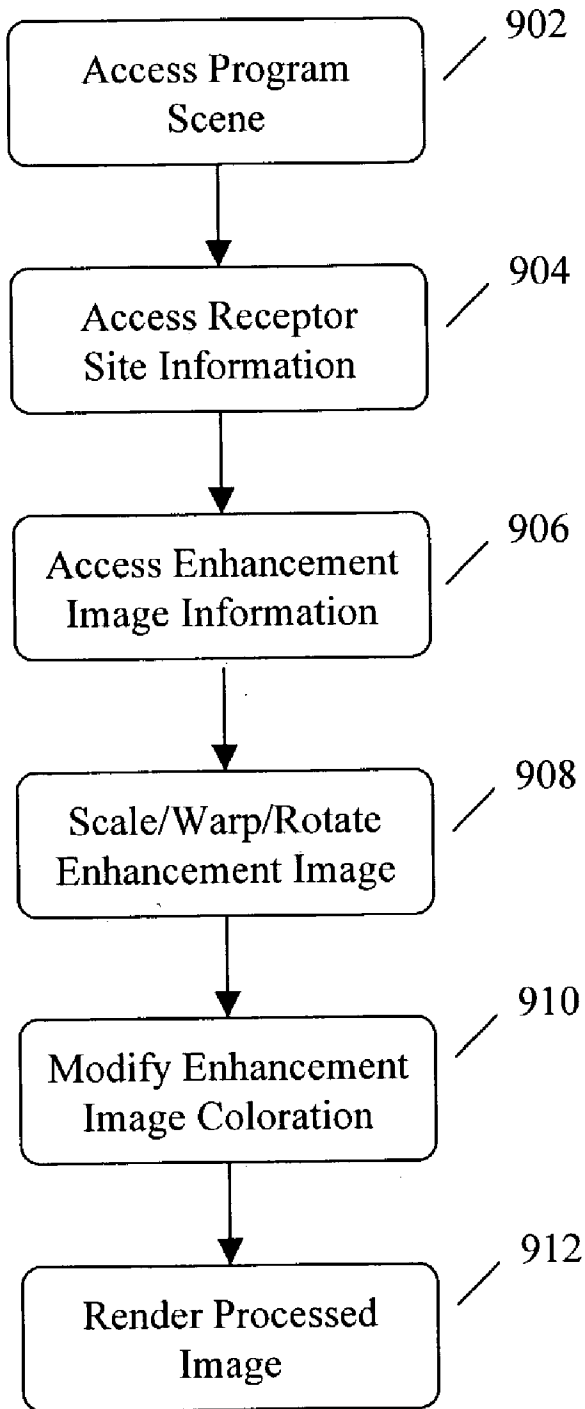 902
Access Program
Scene
904
Access Receptor
Site Information
906
Access Enhancement
Image Information
908
Scale/Warp/Rotate
Enhancement Image
910
Modify Enhancement
Image Coloration
912
Render Processed
Image